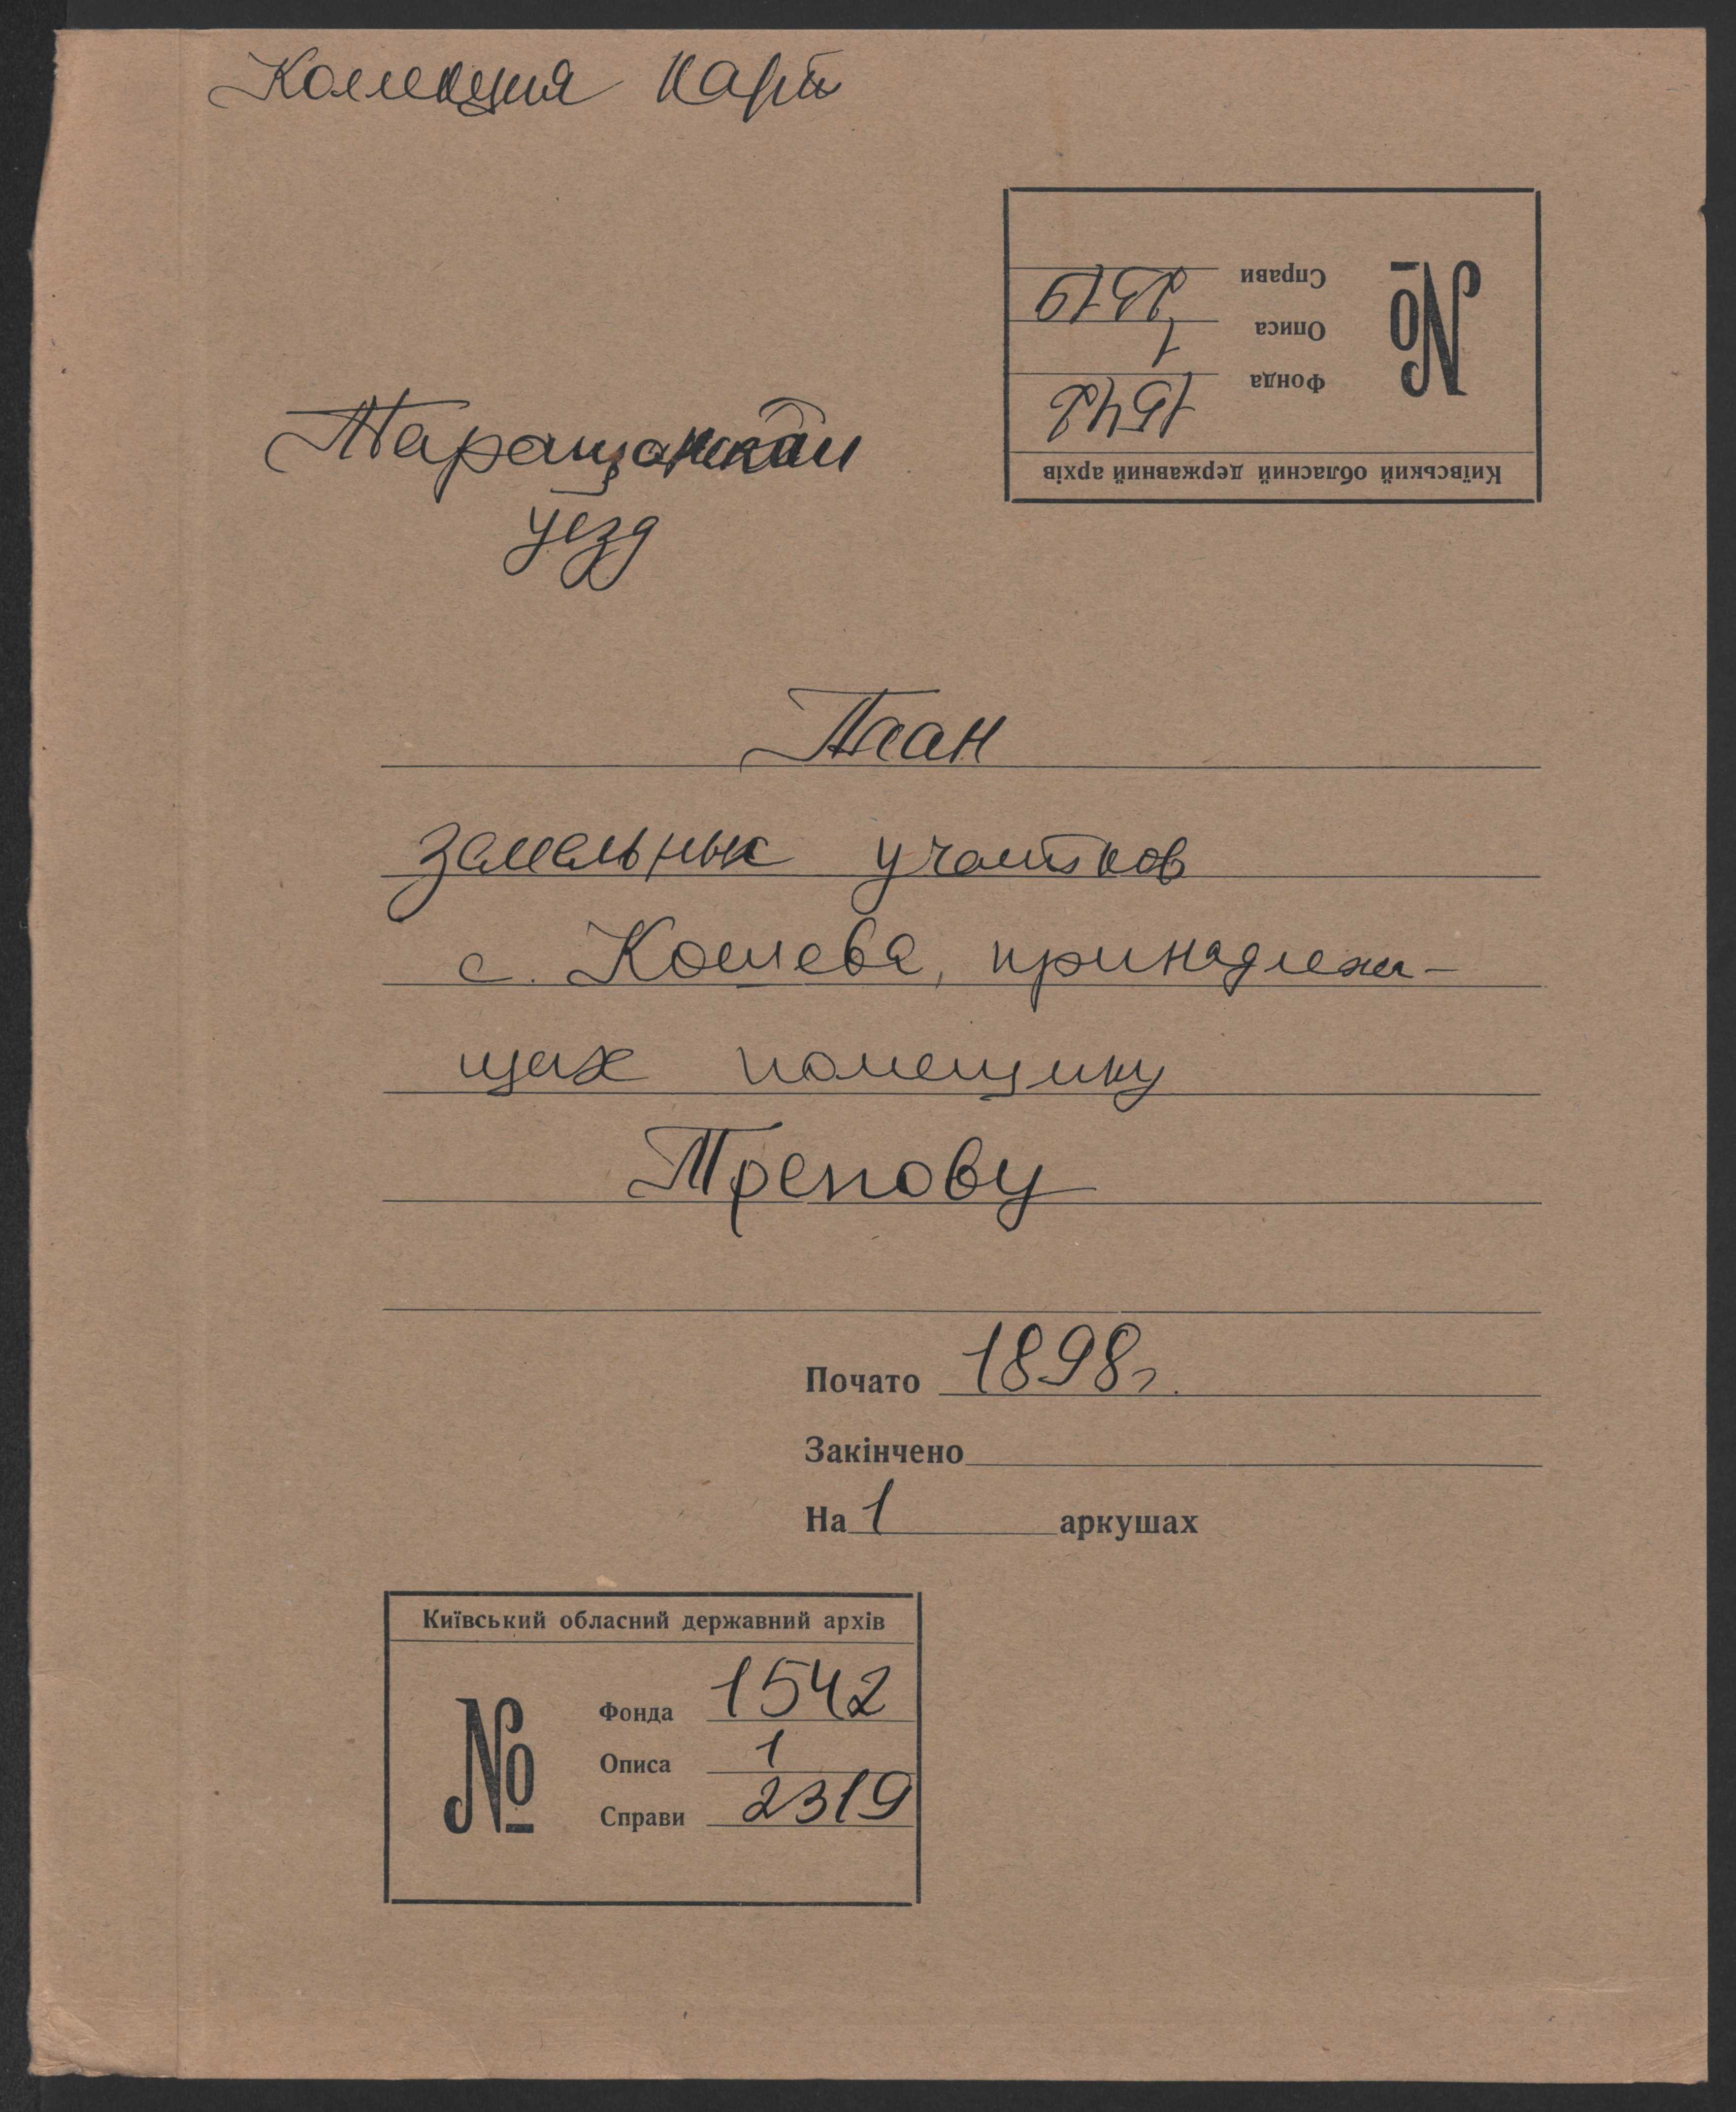 Коллекция карт
Справи 2319
Описа 1
Фонда 1542
№
Київський обласний державний архів
Таращанский
уезд
План
земельных участков
с. Кошева, принадлежа-
щих помещику
Трепову
Почато 1898 г.
Закінчено
На 1 аркушах
Київський обласний державний архів
№
Фонда 1542
Описа 1
Справи 2319